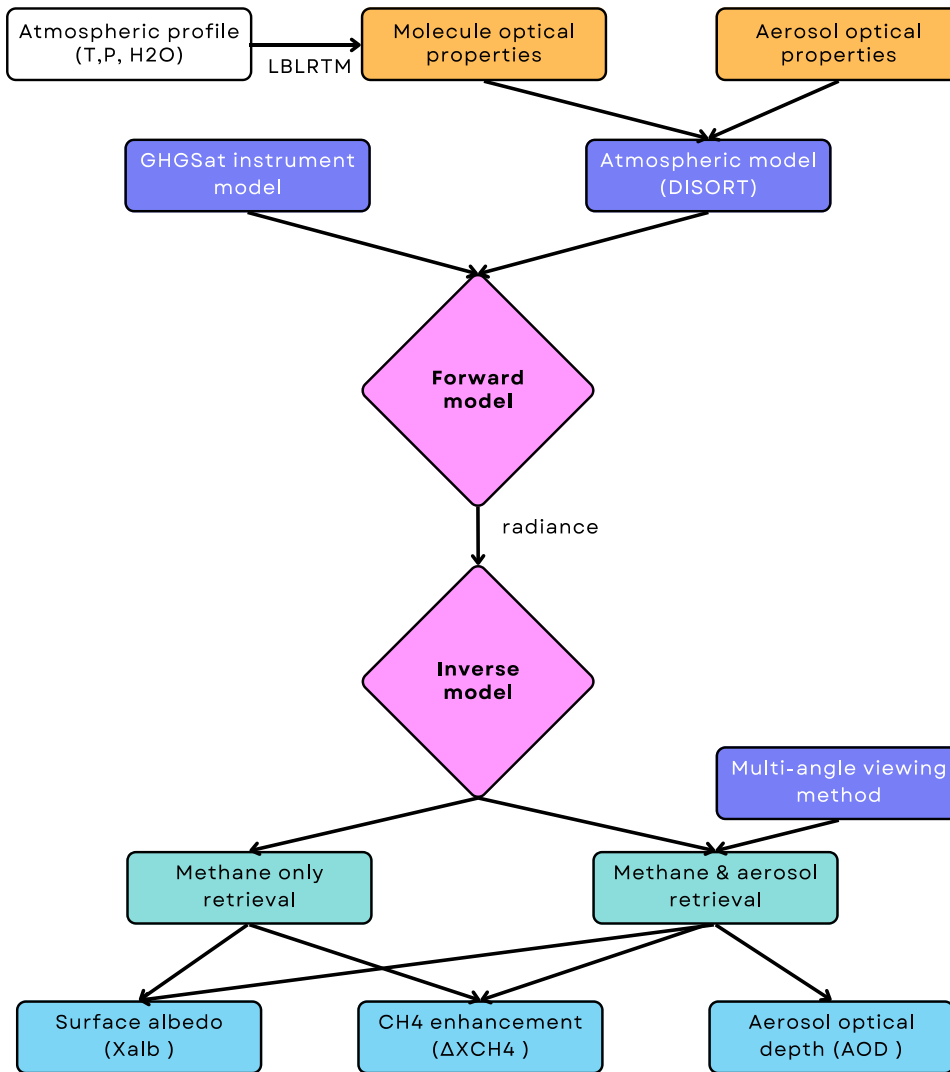 Atmospheric profile
(T,P, H2O)
LBLRTM
Molecule optical
properties
Aerosol optical
properties
GHGSat instrument
model
Atmospheric model
(DISORT)
Forward
model
radiance
Inverse
model
Multi-angle viewing
method
Methane only
retrieval
Methane & aerosol
retrieval
Surface albedo
(Xalb )
CH4 enhancement
(ΔXCH4 )
Aerosol optical
depth (AOD )